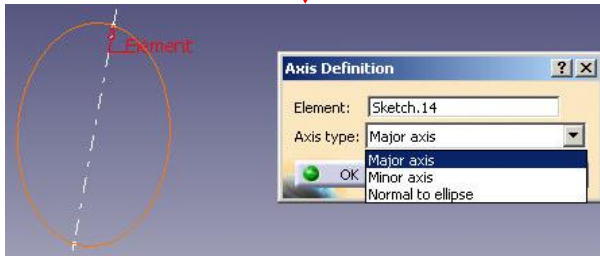 Element
Axis Definition
Element: Sketch.14
Axis type: Major axis
Major axis
Minor axis
Normal to ellipse
OK